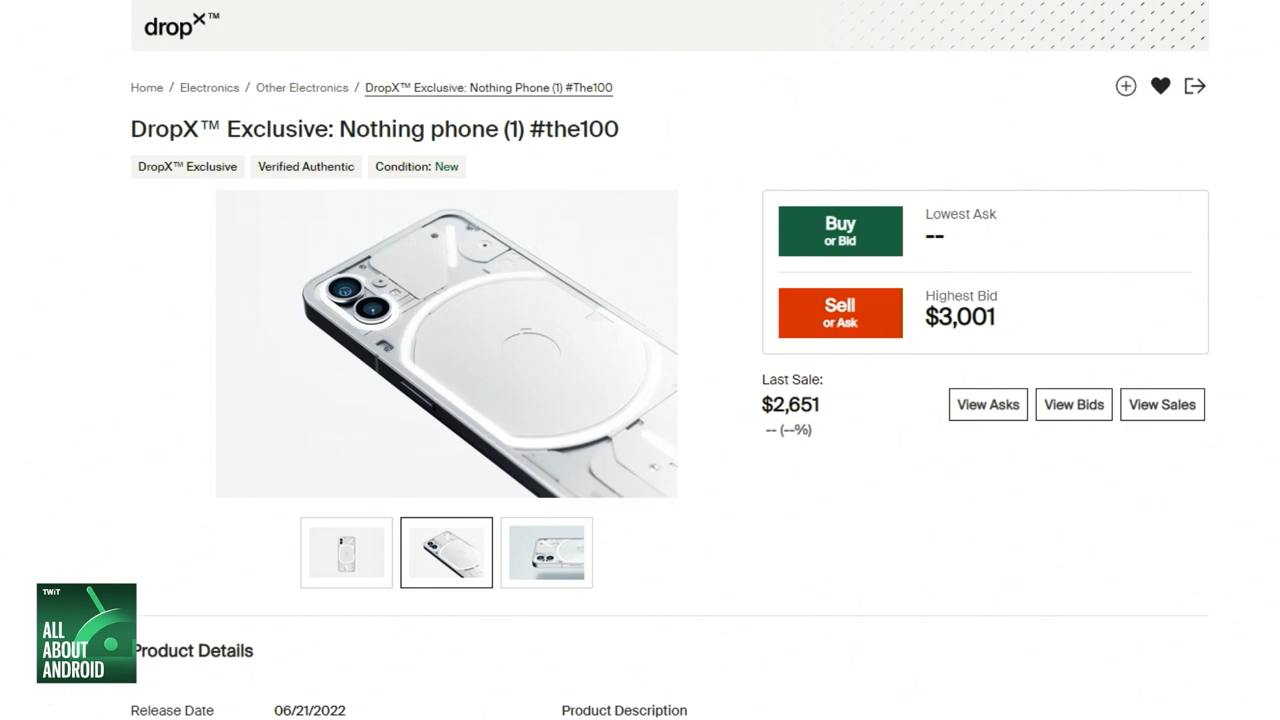 dropX™
Home / Electronics / Other Electronics / DropX™ Exclusive: Nothing Phone (1) #The100
DropX™ Exclusive: Nothing phone (1) #the100
DropX™ Exclusive
Verified Authentic
Condition: New
Buy
or Bid
Lowest Ask
--
Sell
or Ask
Highest Bid
$3,001
Last Sale:
$2,651
-- (--%)
View Asks
View Bids
View Sales
TWiT
ALL
ABOUT
ANDROID
Product Details
Release Date
06/21/2022
Product Description